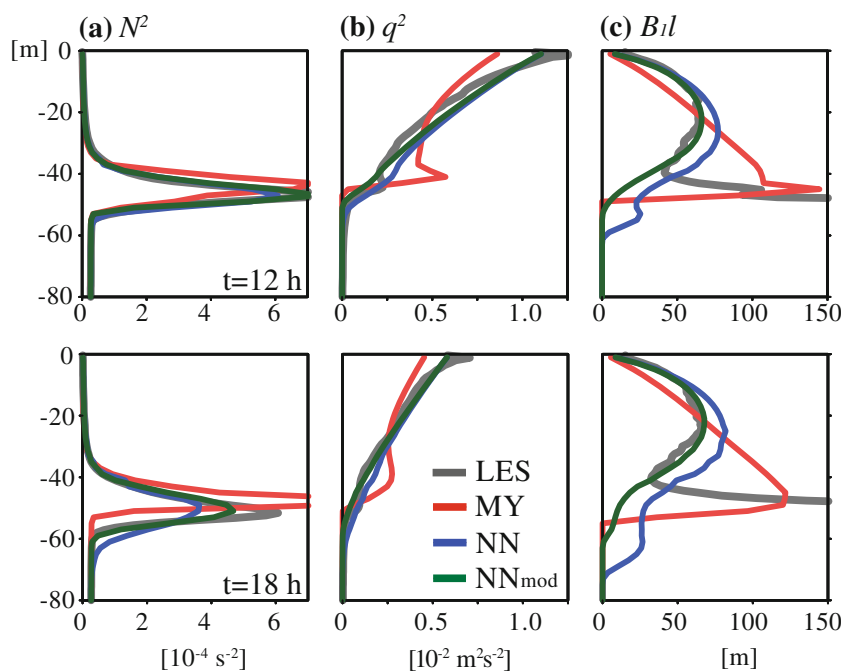 (a) N² (b) q² (c) B₁l
[m]
0
-20
-40
-60
-80
t=12 h
0 2 4 6 0 0.5 1.0 0 50 100 150
0
-20
-40
-60
-80
LES
MY
NN
NNmod
t=18 h
0 2 4 6 0 0.5 1.0 0 50 100 150
[10⁻⁴ s⁻²] [10⁻² m²s⁻²] [m]